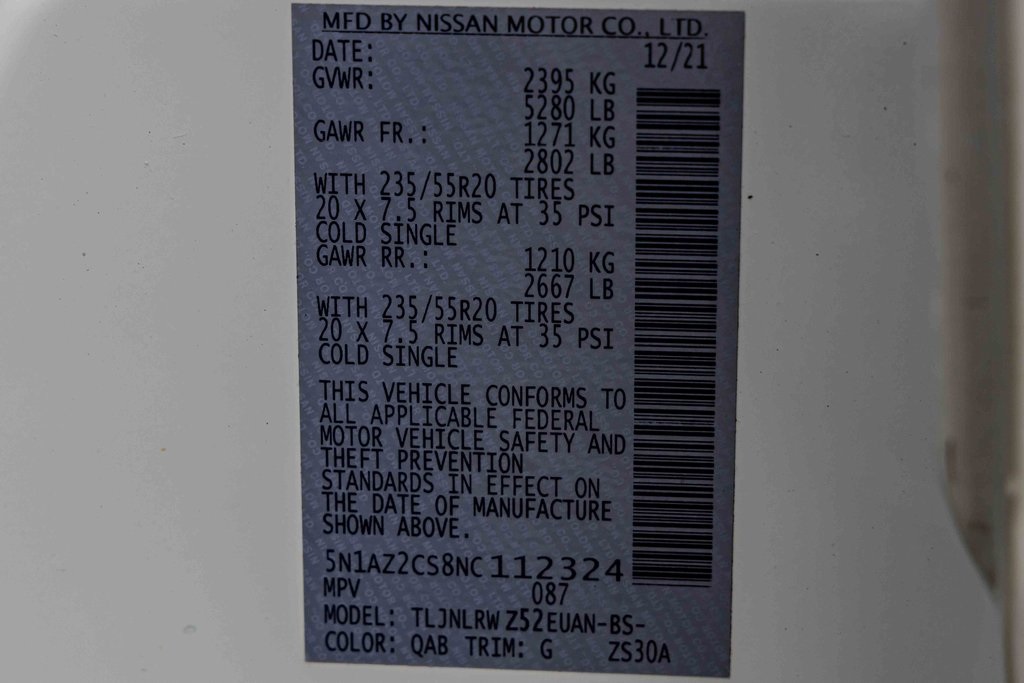 MFD BY NISSAN MOTOR CO., LTD.
DATE: 12/21
GVWR: 2395 KG
5280 LB
GAWR FR.: 1271 KG
2802 LB
WITH 235/55R20 TIRES
20 X 7.5 RIMS AT 35 PSI
COLD SINGLE
GAWR RR.: 1210 KG
2667 LB
WITH 235/55R20 TIRES
20 X 7.5 RIMS AT 35 PSI
COLD SINGLE
THIS VEHICLE CONFORMS TO
ALL APPLICABLE FEDERAL
MOTOR VEHICLE SAFETY AND
THEFT PREVENTION
STANDARDS IN EFFECT ON
THE DATE OF MANUFACTURE
SHOWN ABOVE.
5N1AZ2CS8NC112324
MPV 087
MODEL: TLJNLRW Z52EUAN-BS-
COLOR: QAB TRIM: G ZS30A